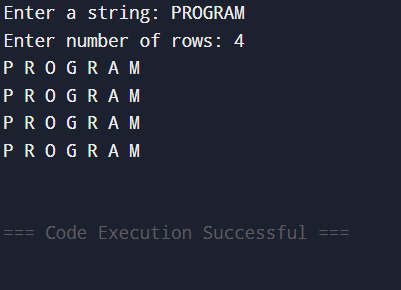 Enter a string: PROGRAM
Enter number of rows: 4
P R O G R A M
P R O G R A M
P R O G R A M
P R O G R A M
=== Code Execution Successful ===